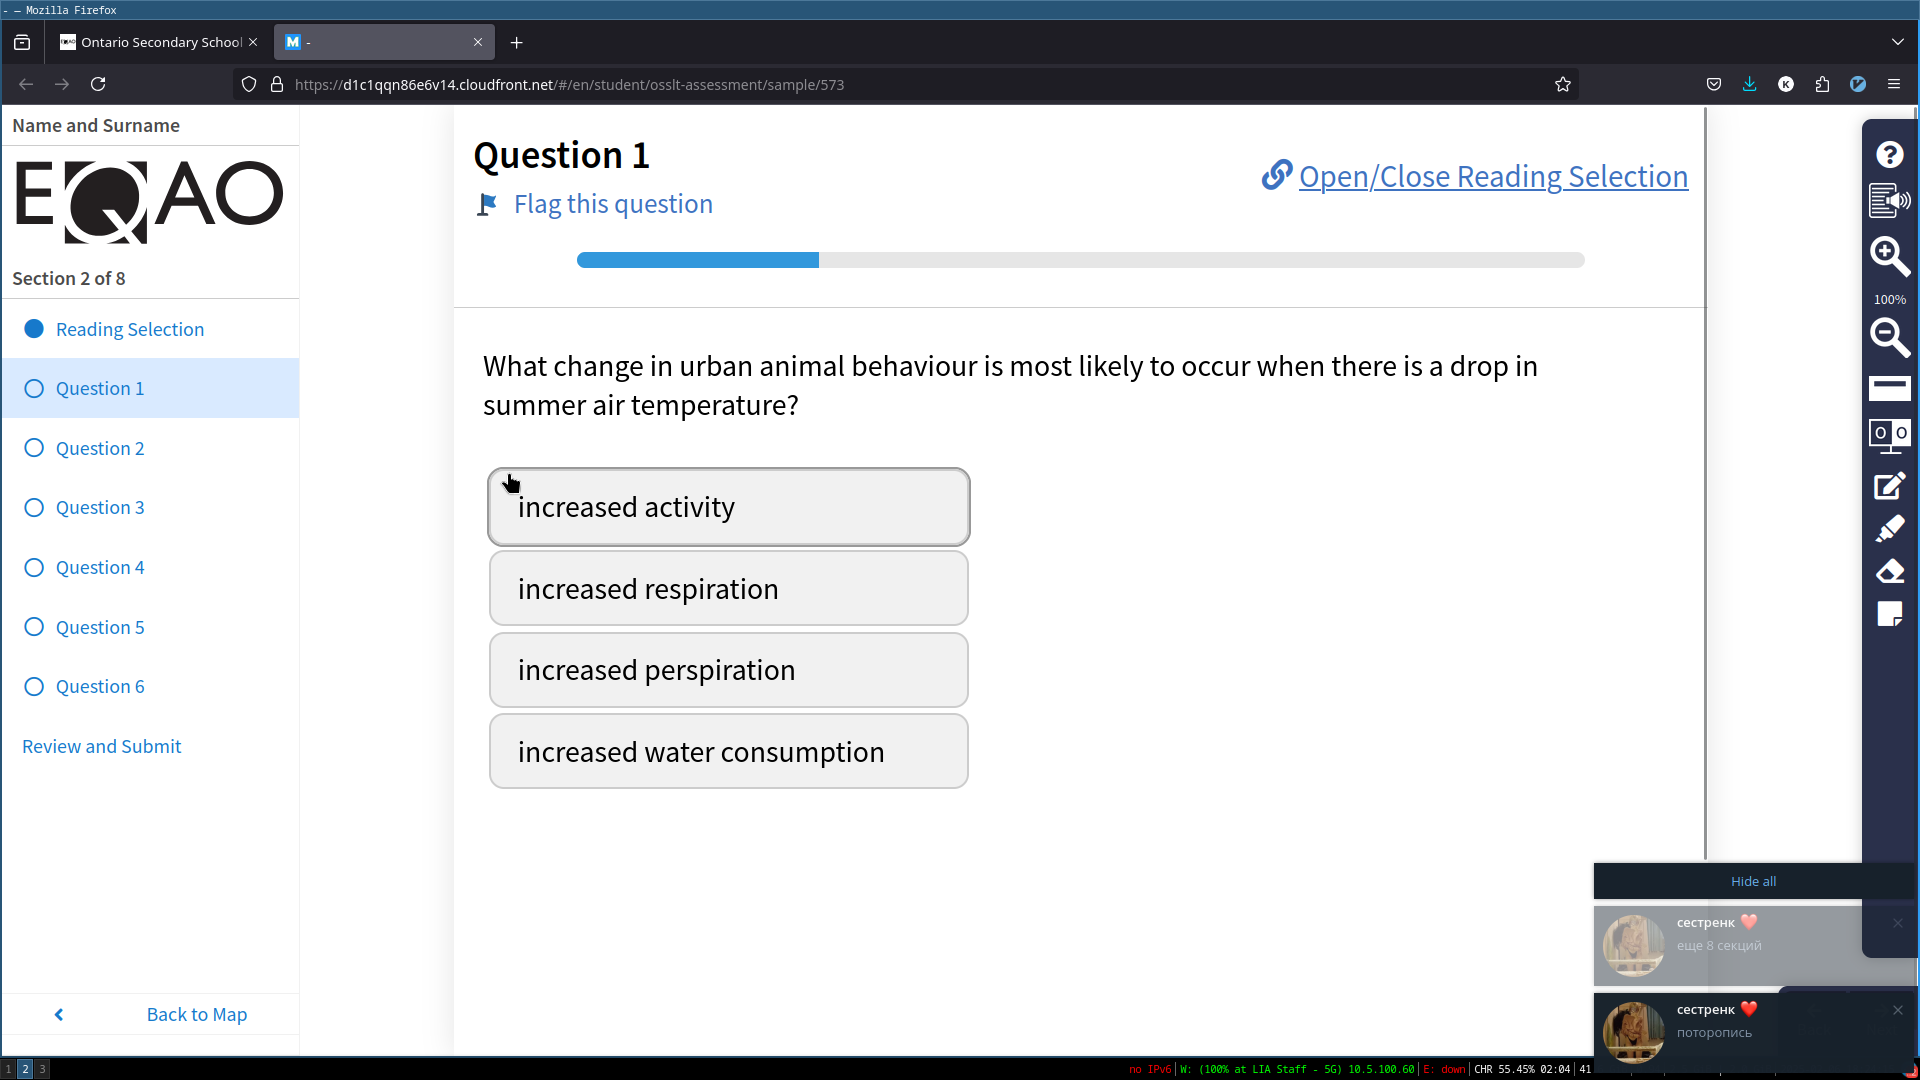 - — Mozilla Firefox
Ontario Secondary School
M -
https://d1c1qqn86e6v14.cloudfront.net/#/en/student/osslt-assessment/sample/573
K
Name and Surname
EQAO
Section 2 of 8
Reading Selection
Question 1
Question 2
Question 3
Question 4
Question 5
Question 6
Review and Submit
Back to Map
Question 1
Open/Close Reading Selection
Flag this question
What change in urban animal behaviour is most likely to occur when there is a drop in
summer air temperature?
increased activity
increased respiration
increased perspiration
increased water consumption
100%
Hide all
сестренк ❤️
еще 8 секций
сестренк ❤️
поторопись
1 2 3
no IPv6 W: (100% at LIA Staff - 5G) 10.5.100.60 E: down CHR 55.45% 02:04 41